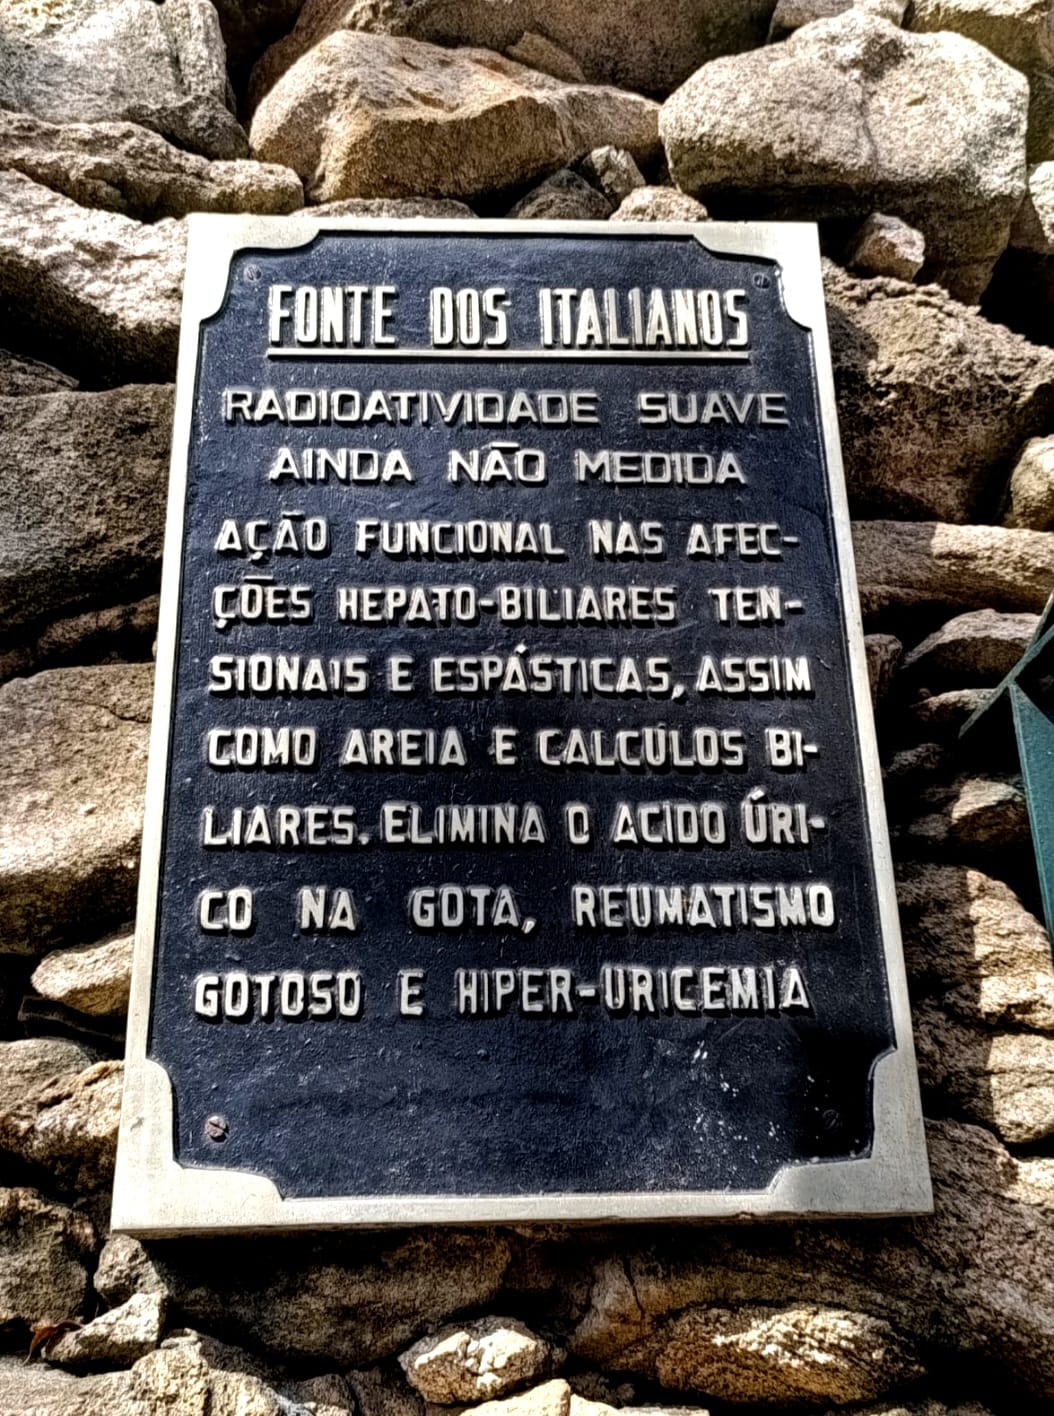 FONTE DOS ITALIANOS
RADIOATIVIDADE SUAVE
AINDA NÃO MEDIDA
AÇÃO FUNCIONAL NAS AFEC-
ÇÕES HEPATO-BILIARES TEN-
SIONAIS E ESPÁSTICAS, ASSIM
COMO AREIA E CALCÚLOS BI-
LIARES. ELIMINA O ACIDO ÚRI-
CO NA GOTA, REUMATISMO
GOTOSO E HIPER-URICEMIA